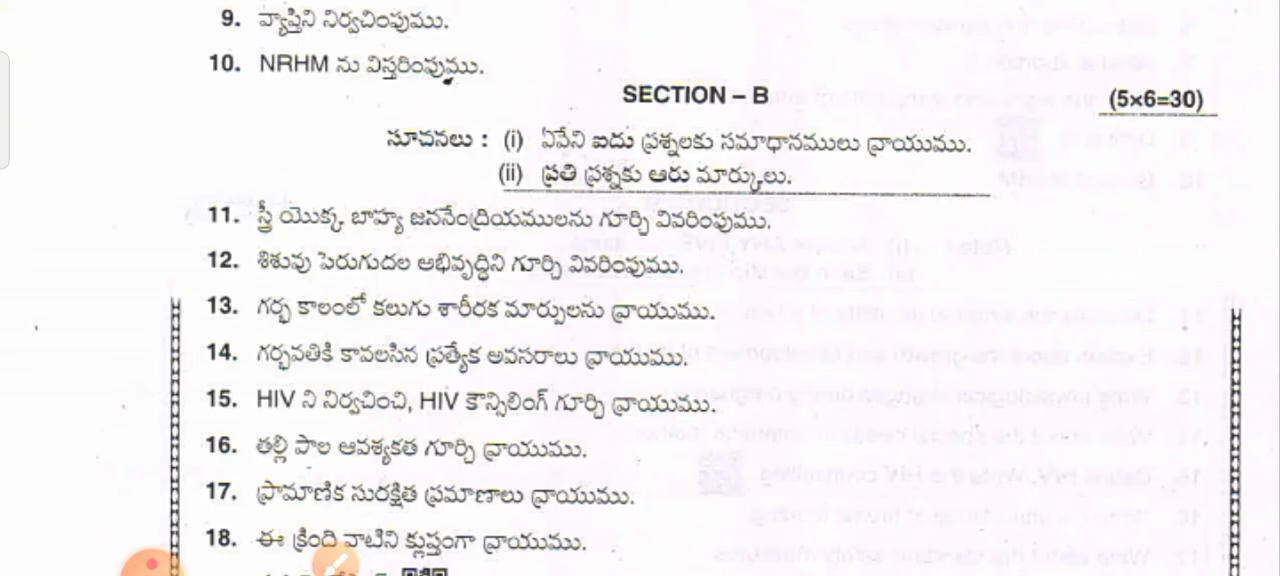 9. వ్యాప్తిని నిర్వచింపుము.
10. NRHM ను విస్తరింపుము.
SECTION – B (5×6=30)
సూచనలు : (i) ఏవేని ఐదు ప్రశ్నలకు సమాధానములు వ్రాయుము.
(ii) ప్రతి ప్రశ్నకు ఆరు మార్కులు.
11. స్త్రీ యొక్క బాహ్య జననేంద్రియములను గూర్చి వివరింపుము.
12. శిశువు పెరుగుదల అభివృద్ధిని గూర్చి వివరింపుము.
13. గర్భ కాలంలో కలుగు శారీరక మార్పులను వ్రాయుము.
14. గర్భవతికి కావలసిన ప్రత్యేక అవసరాలు వ్రాయుము.
15. HIV ని నిర్వచించి, HIV కౌన్సిలింగ్ గూర్చి వ్రాయుము.
16. తల్లి పాల ఆవశ్యకత గూర్చి వ్రాయుము.
17. ప్రామాణిక సురక్షిత ప్రమాణాలు వ్రాయుము.
18. ఈ క్రింది వాటిని క్లుప్తంగా వ్రాయుము.